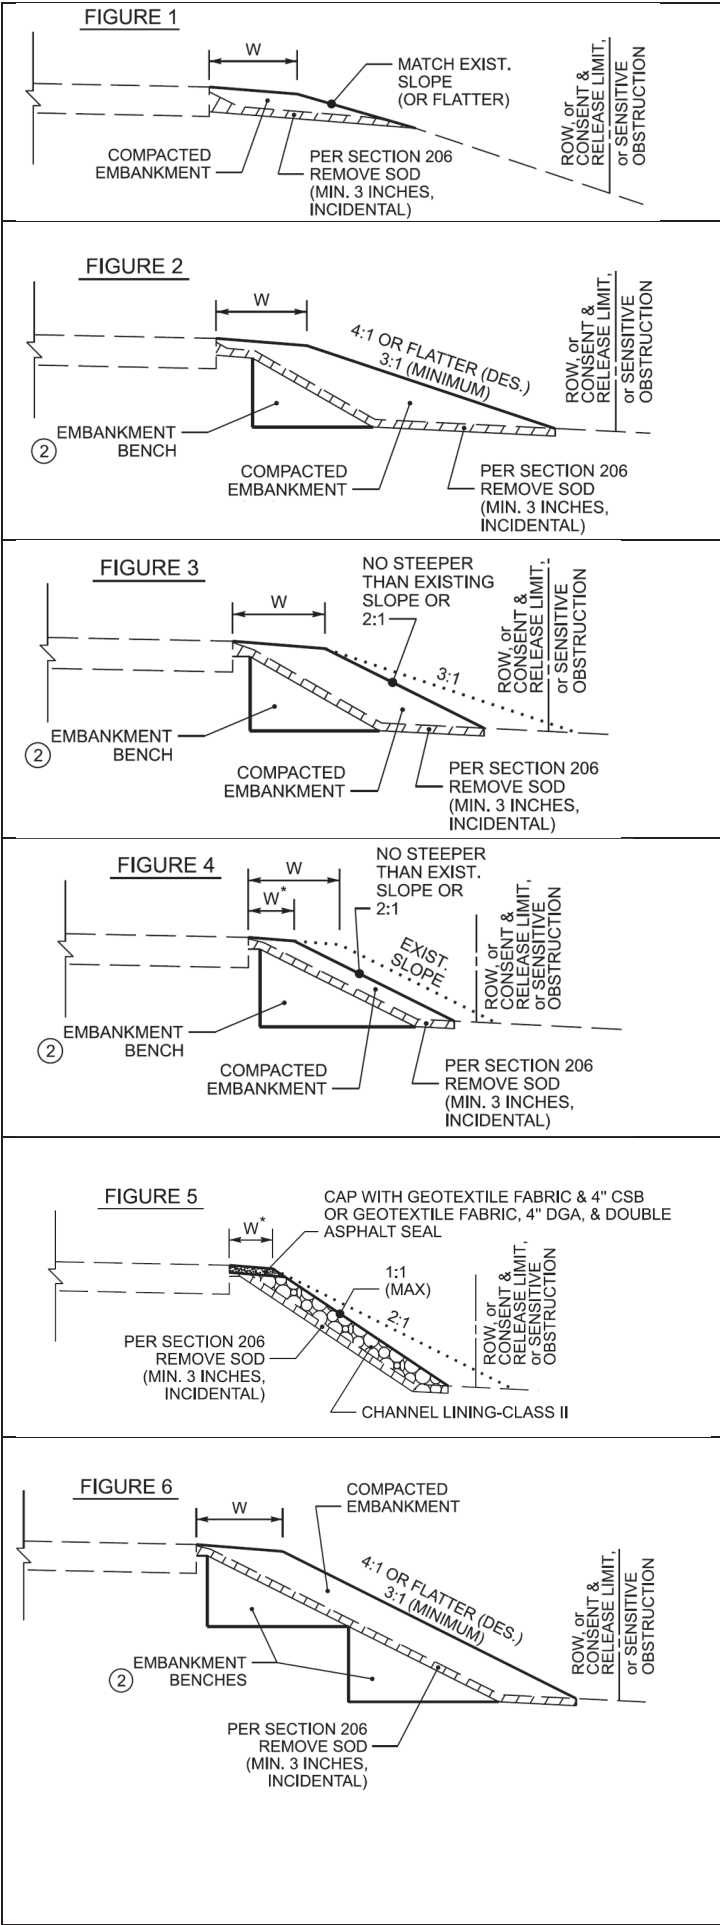 FIGURE 1
W
MATCH EXIST.
SLOPE
(OR FLATTER)
COMPACTED
EMBANKMENT
PER SECTION 206
REMOVE SOD
(MIN. 3 INCHES,
INCIDENTAL)
ROW, or
CONSENT &
RELEASE LIMIT,
or SENSITIVE
OBSTRUCTION
FIGURE 2
W
4:1 OR FLATTER (DES.)
3:1 (MINIMUM)
2
EMBANKMENT
BENCH
COMPACTED
EMBANKMENT
PER SECTION 206
REMOVE SOD
(MIN. 3 INCHES,
INCIDENTAL)
ROW, or
CONSENT &
RELEASE LIMIT,
or SENSITIVE
OBSTRUCTION
FIGURE 3
W
NO STEEPER
THAN EXISTING
SLOPE OR
2:1
3:1
2
EMBANKMENT
BENCH
COMPACTED
EMBANKMENT
PER SECTION 206
REMOVE SOD
(MIN. 3 INCHES,
INCIDENTAL)
ROW, or
CONSENT &
RELEASE LIMIT,
or SENSITIVE
OBSTRUCTION
FIGURE 4
W
W*
NO STEEPER
THAN EXIST.
SLOPE OR
2:1
EXIST.
SLOPE
2
EMBANKMENT
BENCH
COMPACTED
EMBANKMENT
PER SECTION 206
REMOVE SOD
(MIN. 3 INCHES,
INCIDENTAL)
ROW, or
CONSENT &
RELEASE LIMIT,
or SENSITIVE
OBSTRUCTION
FIGURE 5
W*
CAP WITH GEOTEXTILE FABRIC & 4" CSB
OR GEOTEXTILE FABRIC, 4" DGA, & DOUBLE
ASPHALT SEAL
1:1
(MAX)
2:1
PER SECTION 206
REMOVE SOD
(MIN. 3 INCHES,
INCIDENTAL)
CHANNEL LINING-CLASS II
ROW, or
CONSENT &
RELEASE LIMIT,
or SENSITIVE
OBSTRUCTION
FIGURE 6
W
COMPACTED
EMBANKMENT
4:1 OR FLATTER (DES.)
3:1 (MINIMUM)
2
EMBANKMENT
BENCHES
PER SECTION 206
REMOVE SOD
(MIN. 3 INCHES,
INCIDENTAL)
ROW, or
CONSENT &
RELEASE LIMIT,
or SENSITIVE
OBSTRUCTION